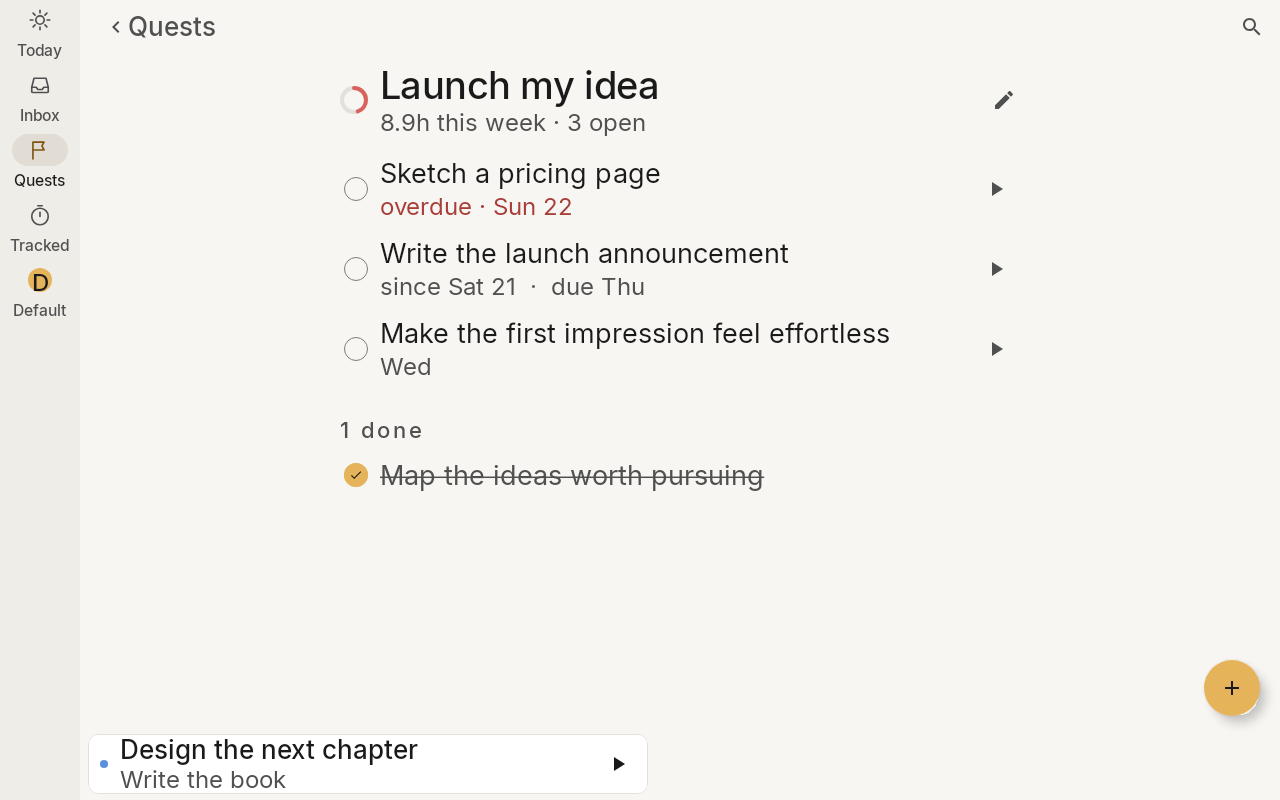 Today
Inbox
Quests
Tracked
D
Default
Quests
Launch my idea
8.9h this week · 3 open
Sketch a pricing page
overdue · Sun 22
Write the launch announcement
since Sat 21 · due Thu
Make the first impression feel effortless
Wed
1 done
Map the ideas worth pursuing
Design the next chapter
Write the book